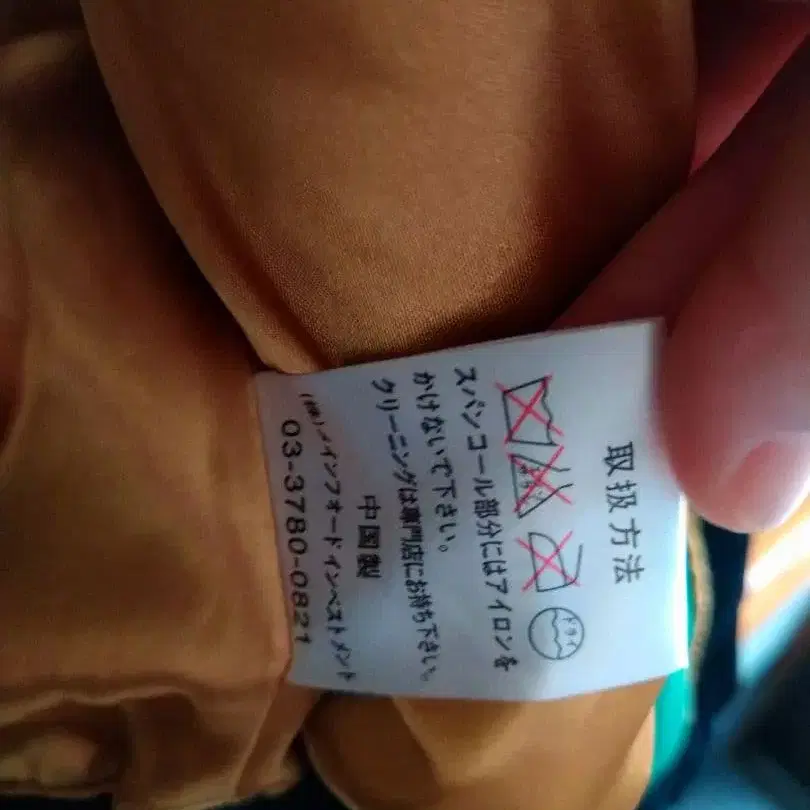 取扱方法
ドライ
スパンコール部分にはアイロンを
かけないで下さい。
クリーニングは専門店にお持ち下さい。
中国製
(株)メインフォードインベストメント
03-3780-0821